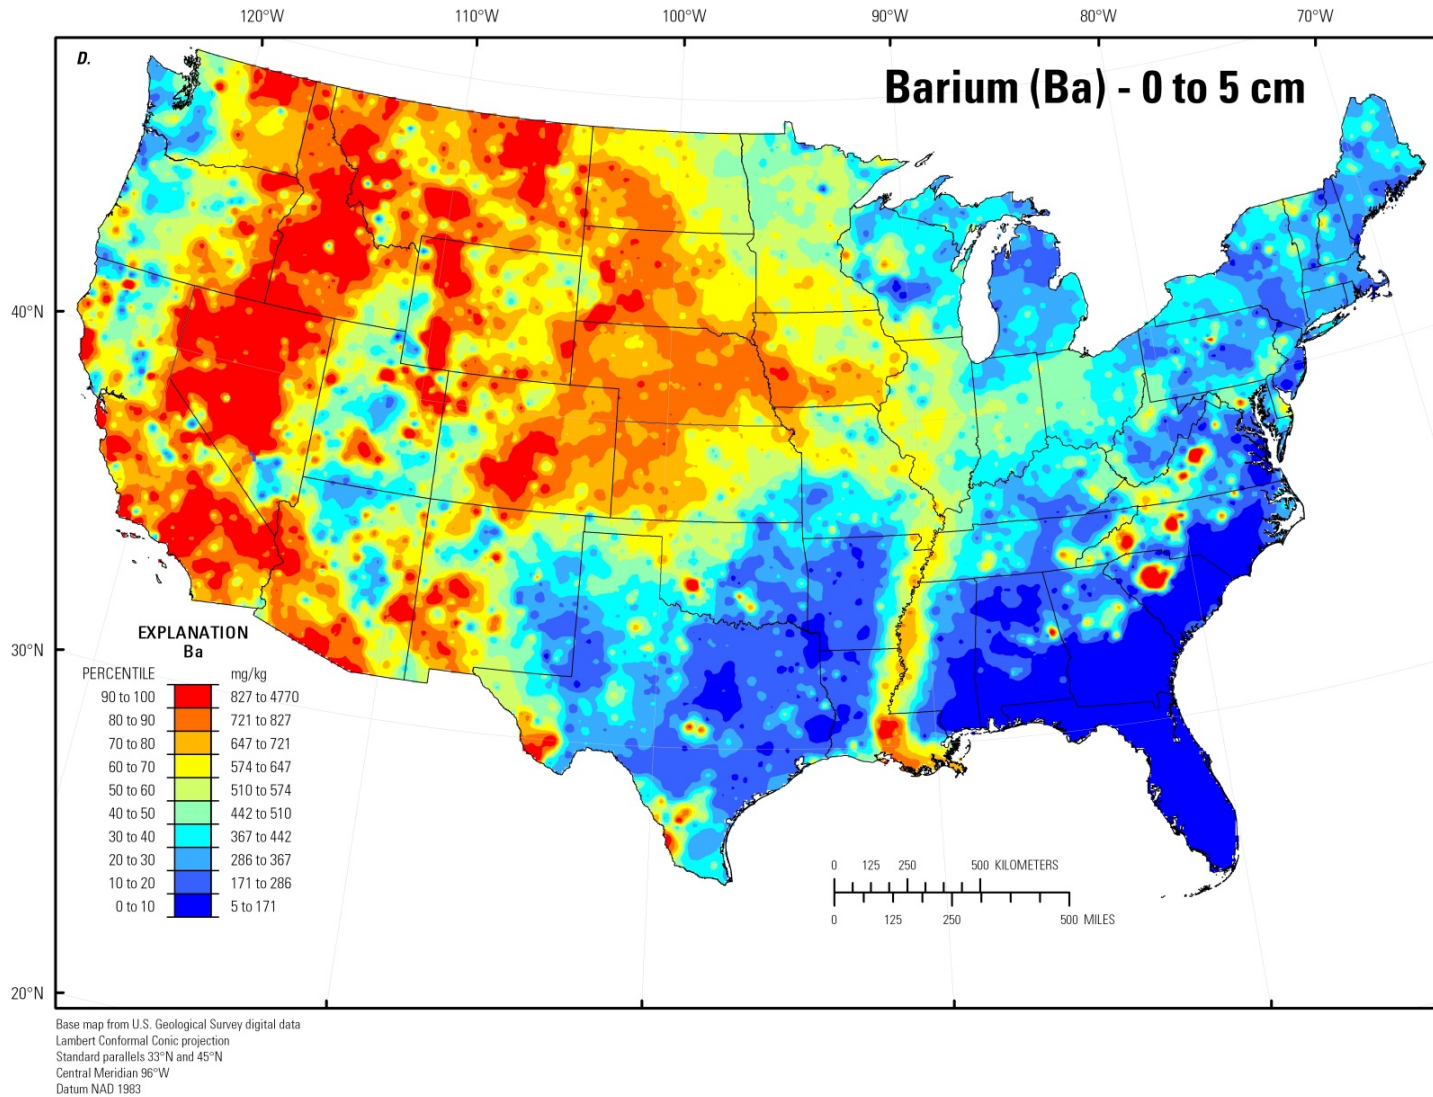 120°W 110°W 100°W 90°W 80°W 70°W
D.
Barium (Ba) - 0 to 5 cm
40°N
30°N
20°N
EXPLANATION
Ba
PERCENTILE mg/kg
90 to 100 827 to 4770
80 to 90 721 to 827
70 to 80 647 to 721
60 to 70 574 to 647
50 to 60 510 to 574
40 to 50 442 to 510
30 to 40 367 to 442
20 to 30 286 to 367
10 to 20 171 to 286
0 to 10 5 to 171
0 125 250 500 KILOMETERS
0 125 250 500 MILES
Base map from U.S. Geological Survey digital data
Lambert Conformal Conic projection
Standard parallels 33°N and 45°N
Central Meridian 96°W
Datum NAD 1983